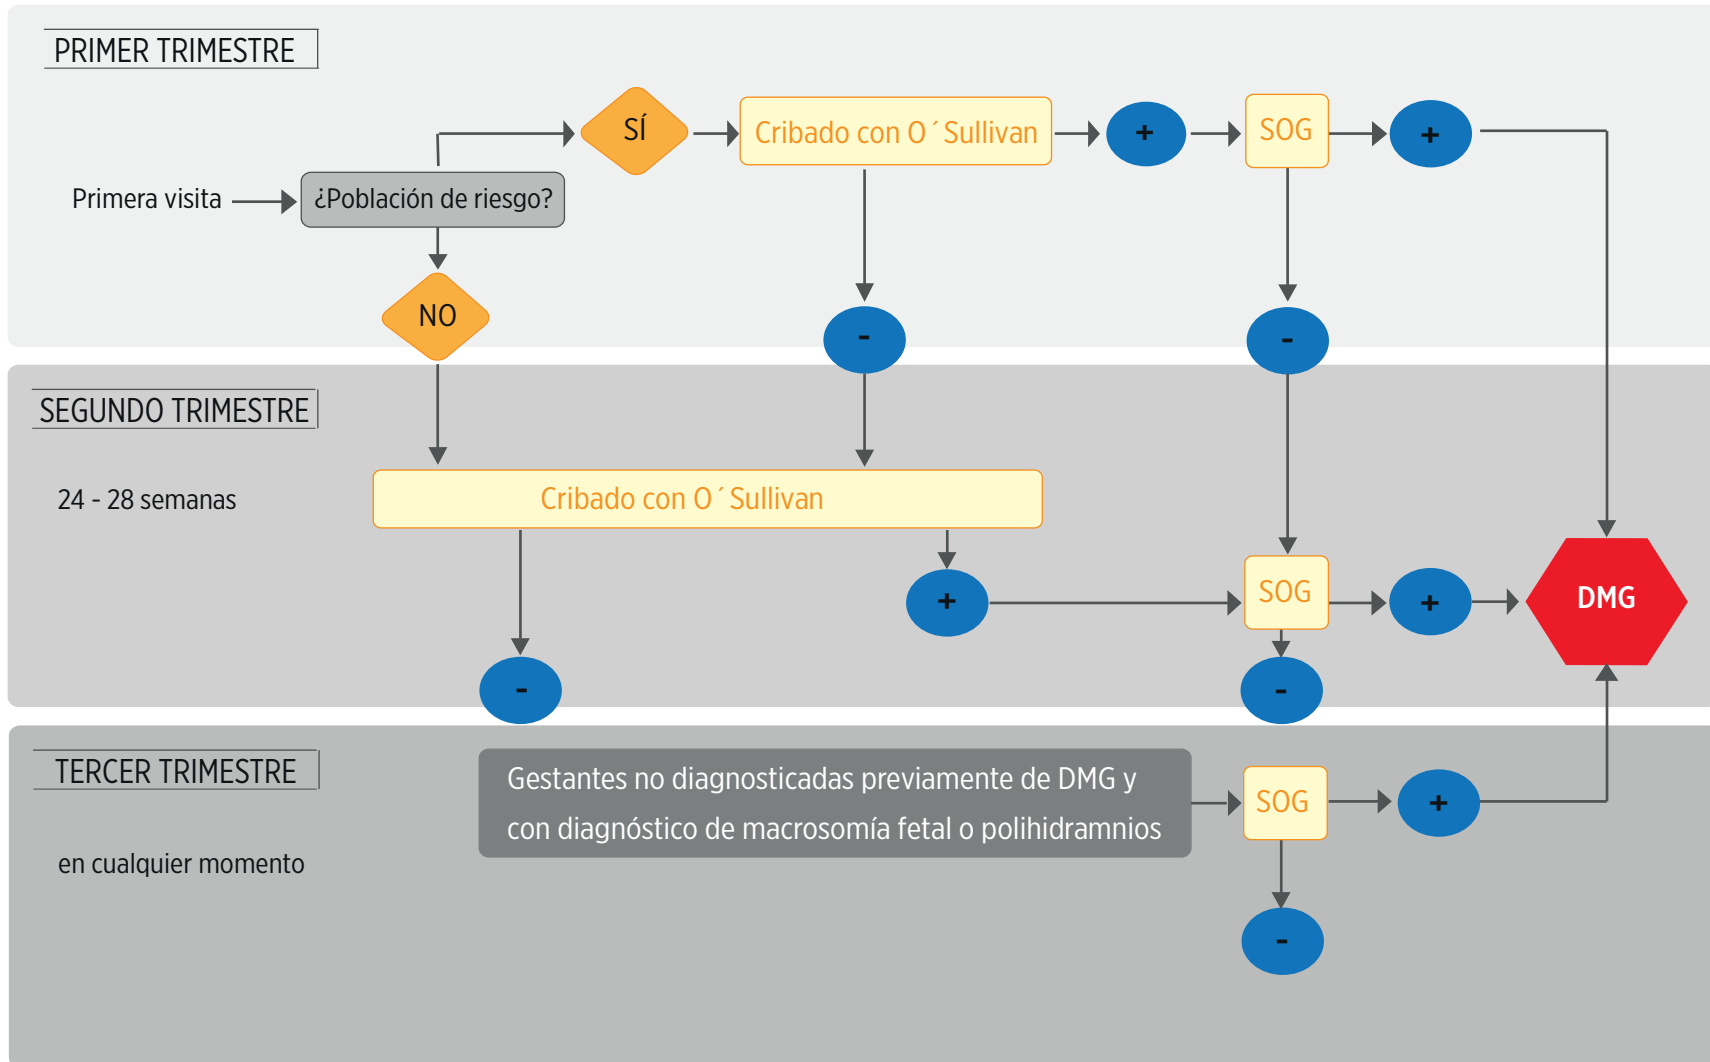 PRIMER TRIMESTRE
SÍ
Cribado con O´Sullivan
+
SOG
+
Primera visita
¿Población de riesgo?
NO
-
-
SEGUNDO TRIMESTRE
24 - 28 semanas
Cribado con O´Sullivan
+
SOG
+
DMG
-
-
TERCER TRIMESTRE
Gestantes no diagnosticadas previamente de DMG y
con diagnóstico de macrosomía fetal o polihidramnios
SOG
+
en cualquier momento
-